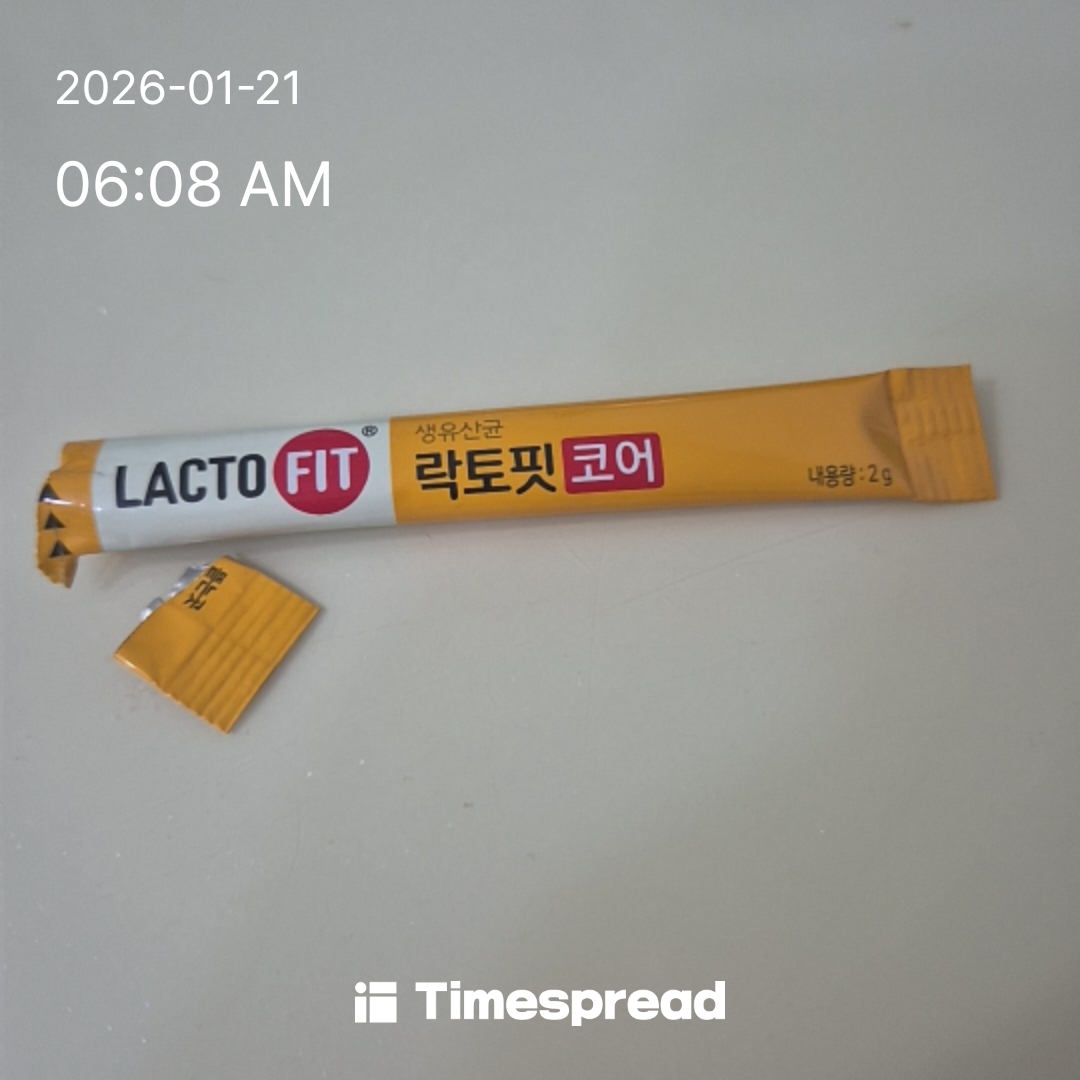 2026-01-21
06:08 AM
LACTO FIT®
생유산균
락토핏 코어
내용량 : 2g
Timespread